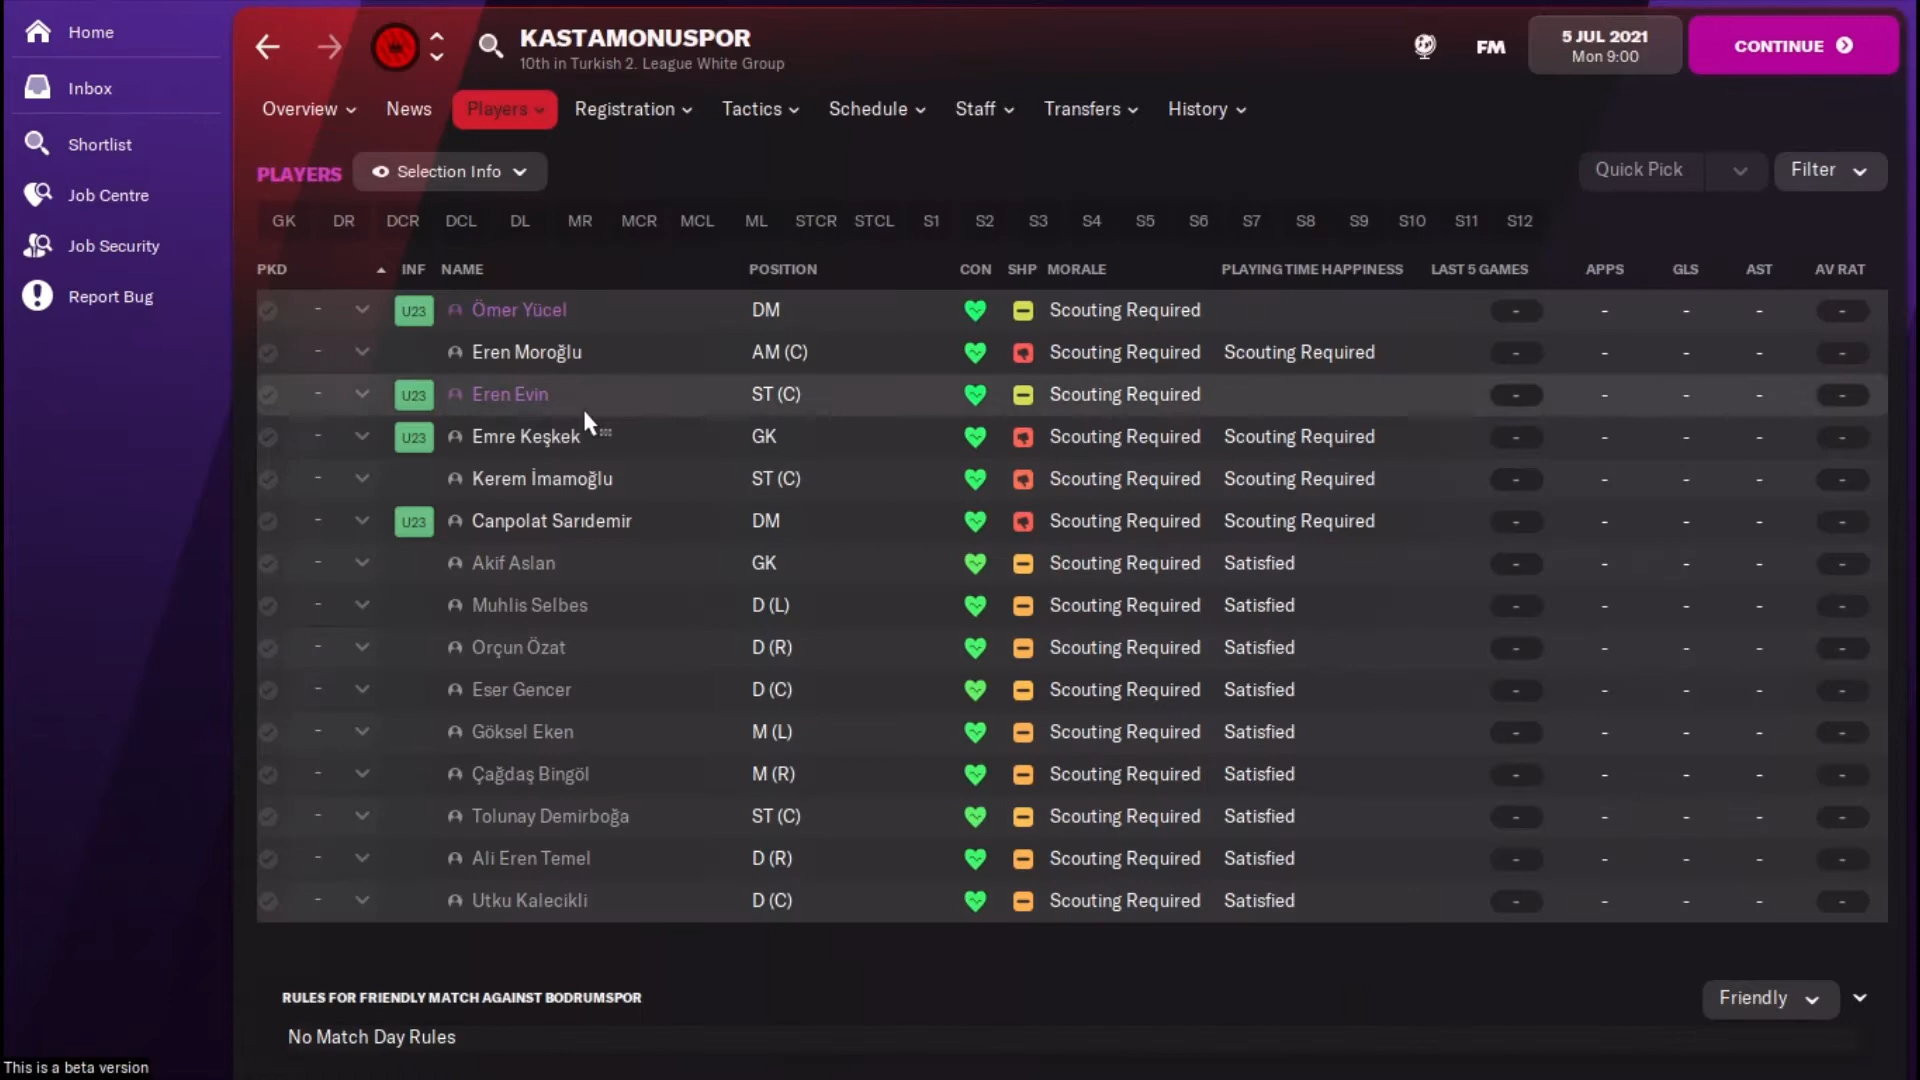 Home
Inbox
Shortlist
Job Centre
Job Security
Report Bug
KASTAMONUSPOR
10th in Turkish 2. League White Group
FM
5 JUL 2021
Mon 9:00
CONTINUE
Overview News Players Registration Tactics Schedule Staff Transfers History
PLAYERS Selection Info Quick Pick Filter
GK DR DCR DCL DL MR MCR MCL ML STCR STCL S1 S2 S3 S4 S5 S6 S7 S8 S9 S10 S11 S12
PKD INF NAME POSITION CON SHP MORALE PLAYING TIME HAPPINESS LAST 5 GAMES APPS GLS AST AV RAT
- U23 Ömer Yücel DM Scouting Required - - - - -
- Eren Moroğlu AM (C) Scouting Required Scouting Required - - - - -
- U23 Eren Evin ST (C) Scouting Required - - - - -
- U23 Emre Keşkek GK Scouting Required Scouting Required - - - - -
- Kerem İmamoğlu ST (C) Scouting Required Scouting Required - - - - -
- U23 Canpolat Sarıdemir DM Scouting Required Scouting Required - - - - -
- Akif Aslan GK Scouting Required Satisfied - - - - -
- Muhlis Selbes D (L) Scouting Required Satisfied - - - - -
- Orçun Özat D (R) Scouting Required Satisfied - - - - -
- Eser Gencer D (C) Scouting Required Satisfied - - - - -
- Göksel Eken M (L) Scouting Required Satisfied - - - - -
- Çağdaş Bingöl M (R) Scouting Required Satisfied - - - - -
- Tolunay Demirboğa ST (C) Scouting Required Satisfied - - - - -
- Ali Eren Temel D (R) Scouting Required Satisfied - - - - -
- Utku Kalecikli D (C) Scouting Required Satisfied - - - - -
RULES FOR FRIENDLY MATCH AGAINST BODRUMSPOR Friendly
No Match Day Rules
This is a beta version